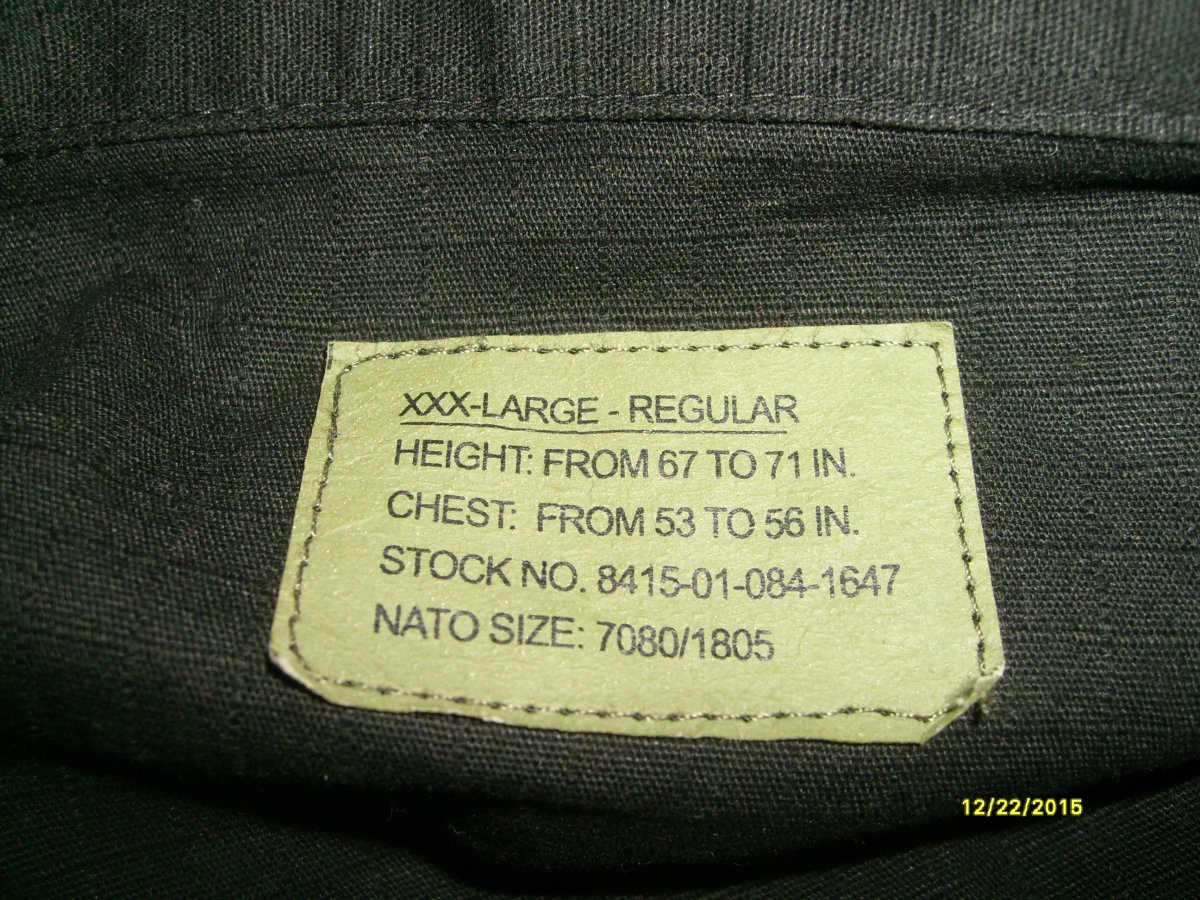 XXX-LARGE - REGULAR
HEIGHT: FROM 67 TO 71 IN.
CHEST: FROM 53 TO 56 IN.
STOCK NO. 8415-01-084-1647
NATO SIZE: 7080/1805
12/22/2015